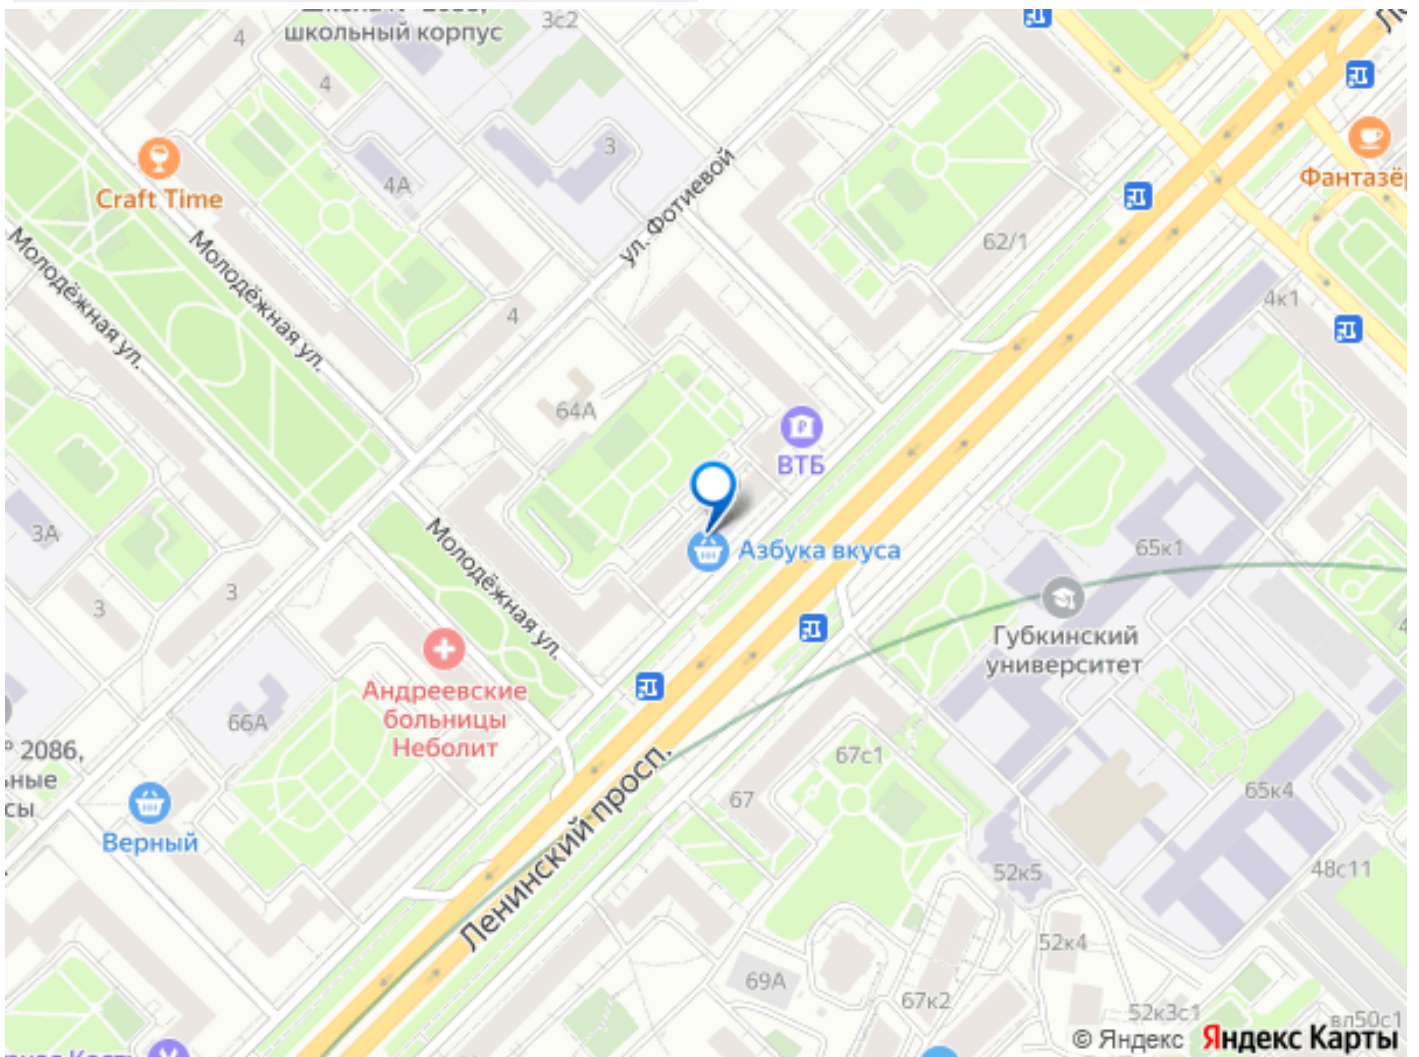 школьный корпус
3с2
4
4
3
4А
Craft Time
ул. Фотиевой
62/1
Фантазёр
Молодёжная ул.
Молодёжная ул.
4
4к1
64А
ВТБ
Азбука вкуса
3А
3
3
Молодёжная ул.
65к1
Губкинский
университет
Андреевские
больницы
Неболит
66А
№ 2086,
67с1
67
65к4
Верный
Ленинский просп.
52к5
48с11
52к4
69А
67к2
52к3с1
вл50с1
© Яндекс
Яндекс Карты